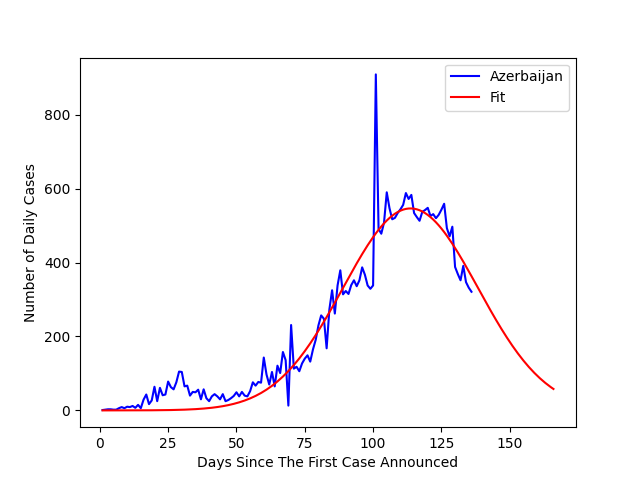 Azerbaijan
Fit
800
600
400
200
0
Number of Daily Cases
0 25 50 75 100 125 150
Days Since The First Case Announced